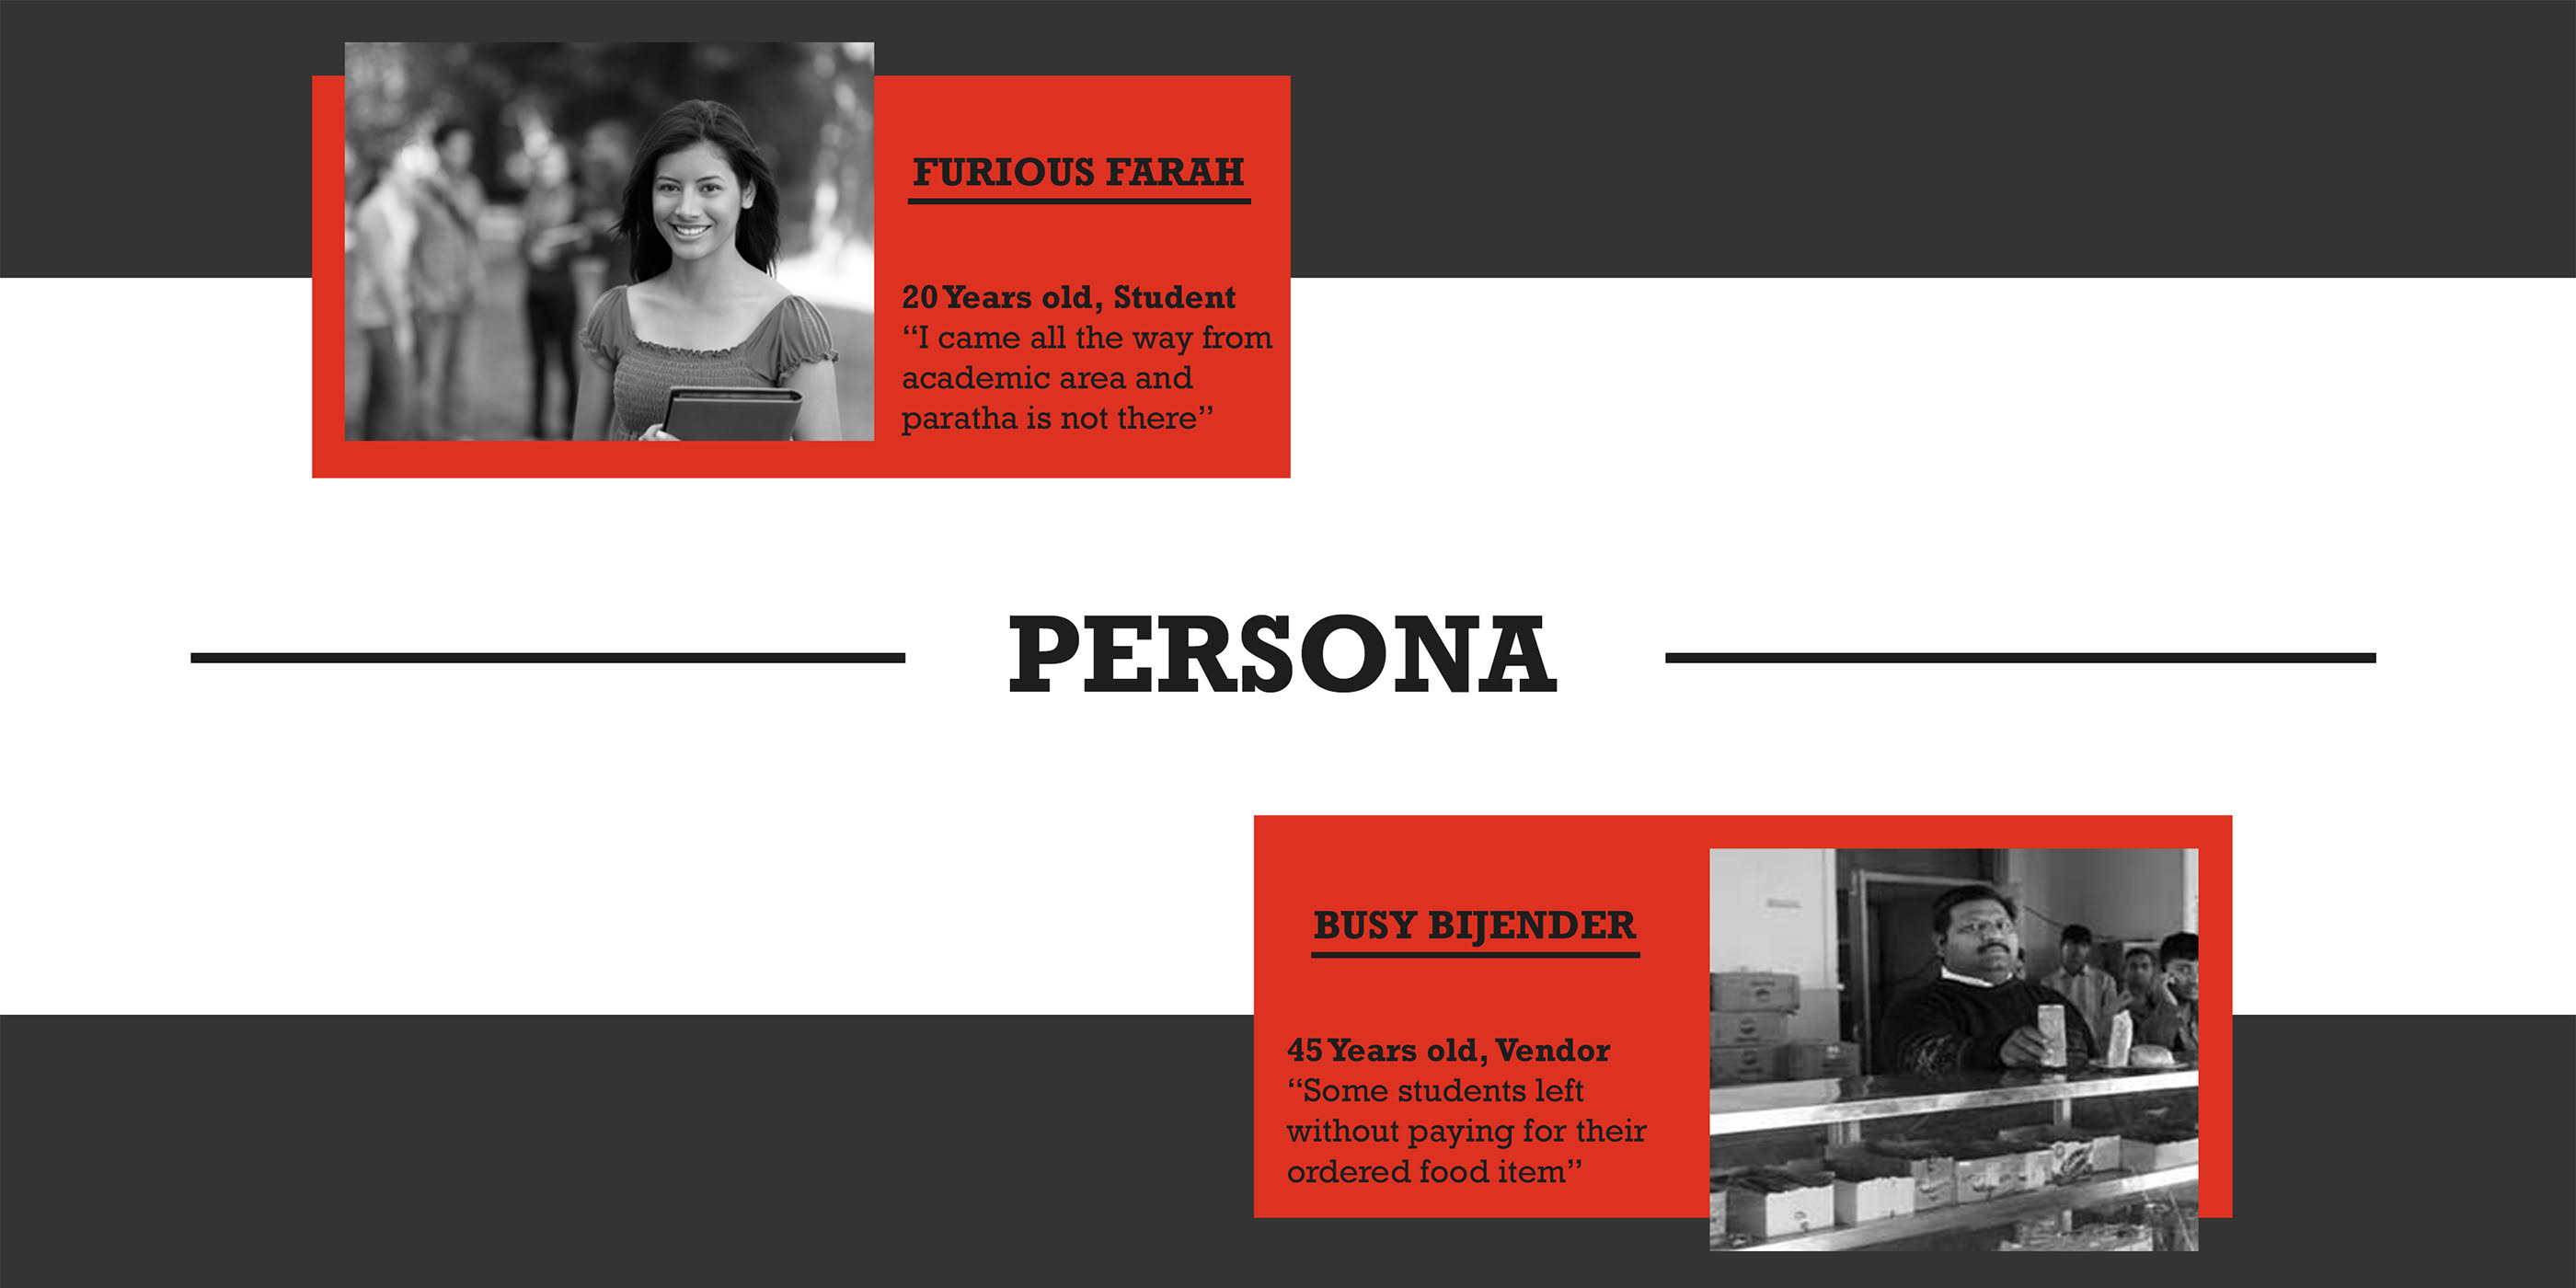 FURIOUS FARAH
20 Years old, Student
“I came all the way from
academic area and
paratha is not there”
PERSONA
BUSY BIJENDER
45 Years old, Vendor
“Some students left
without paying for their
ordered food item”